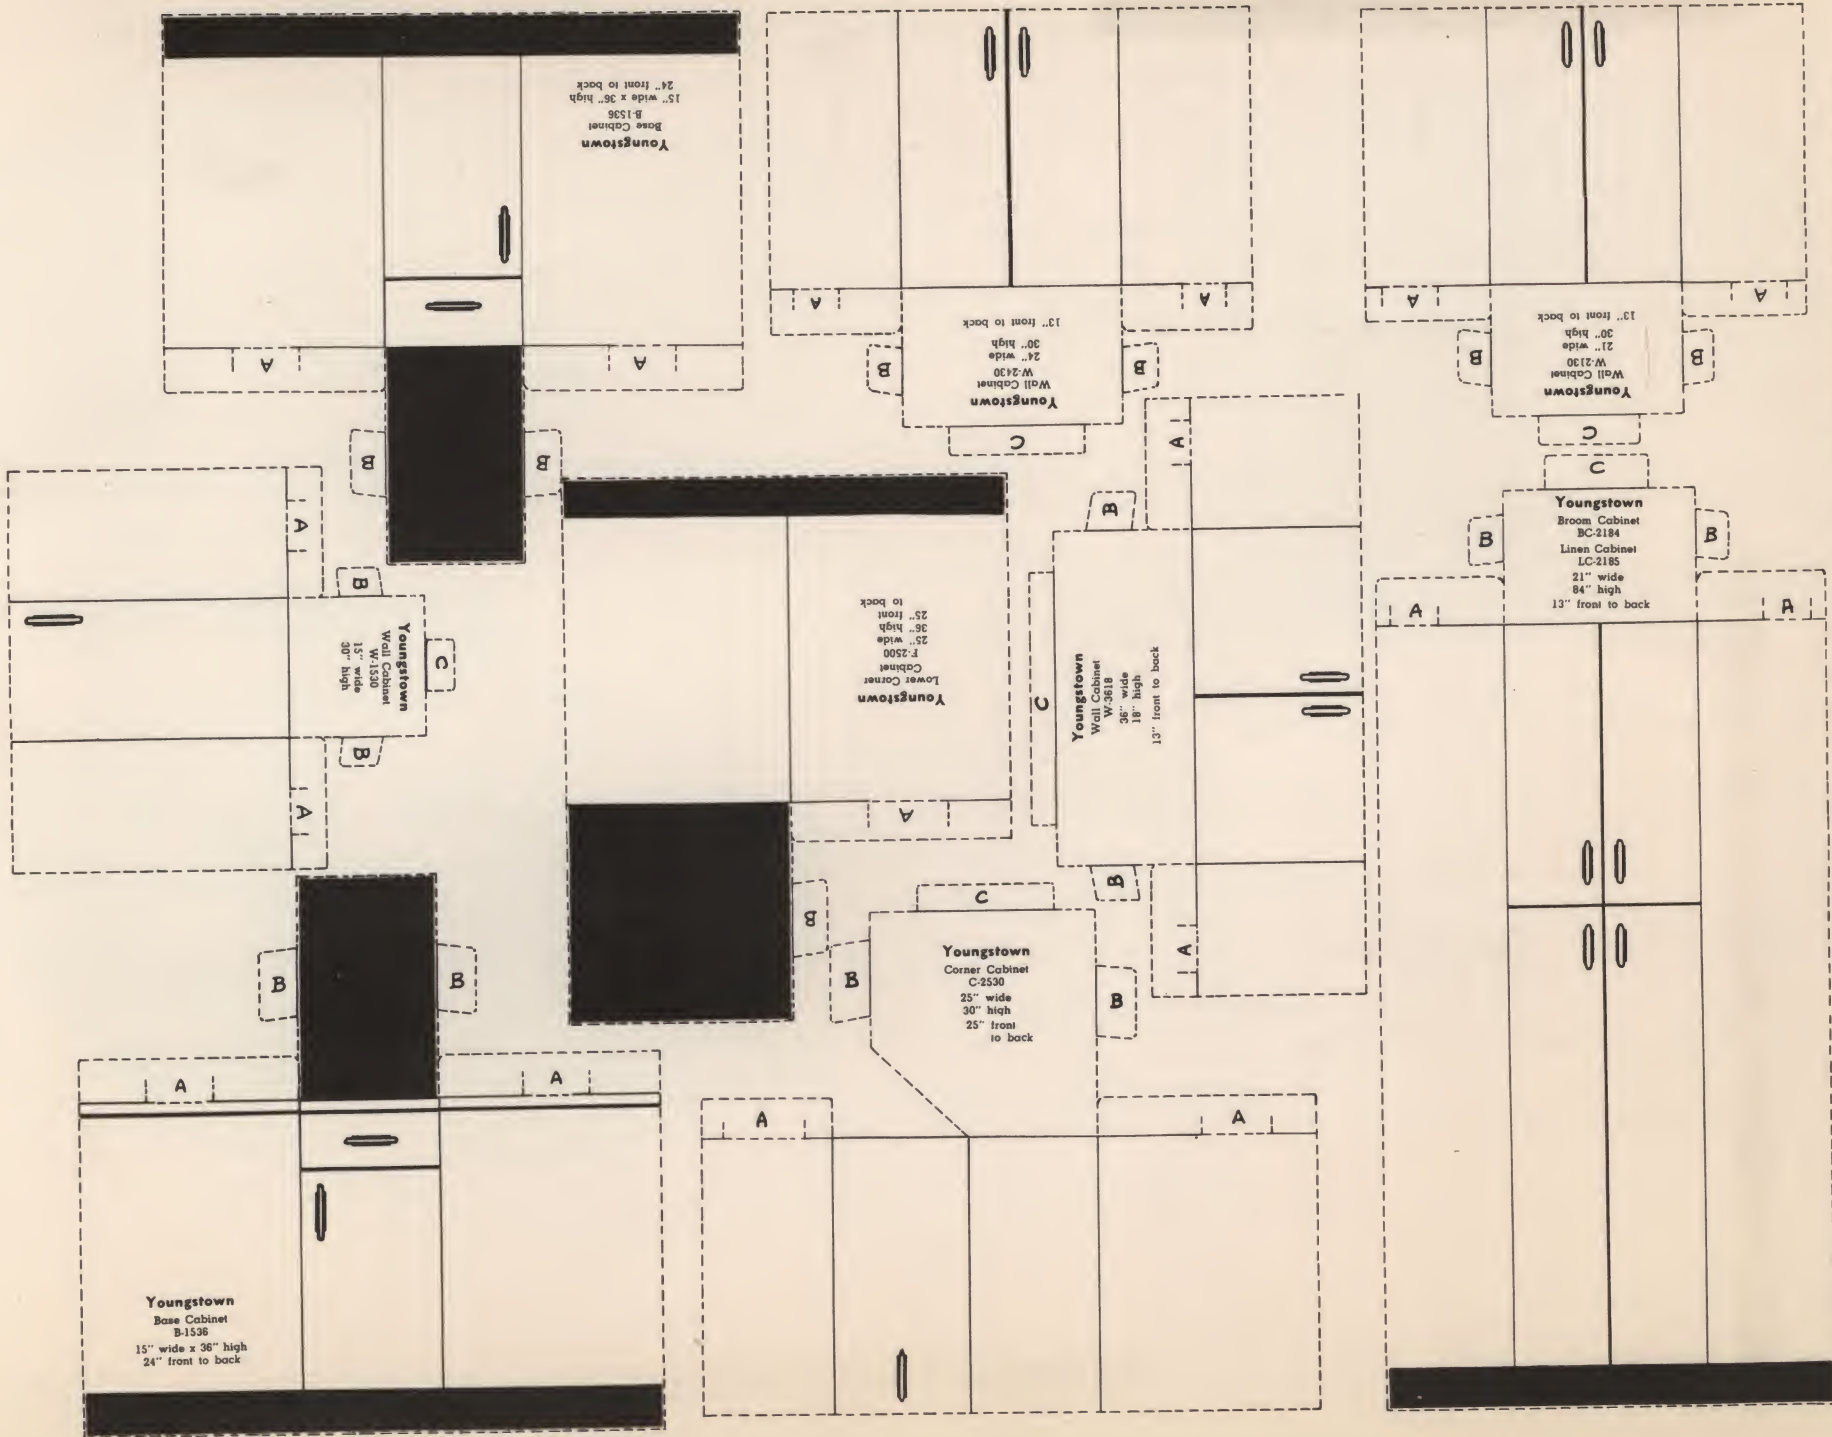 Youngstown
Base Cabinet
B-1536
15" wide x 36" high
24" front to back
A
A
B
B
Youngstown
Wall Cabinet
W-2430
24" wide
30" high
13" front to back
A
A
B
B
C
Youngstown
Wall Cabinet
W-2130
21" wide
30" high
13" front to back
A
A
B
B
C
Youngstown
Wall Cabinet
W-1530
15" wide
30" high
A
A
B
B
C
Youngstown
Lower Corner
Cabinet
F-2500
25" wide
36" high
25" front
to back
A
B
Youngstown
Wall Cabinet
W-3618
36" wide
18" high
13" front to back
A
A
B
B
C
C
Youngstown
Broom Cabinet
BC-2184
Linen Cabinet
LC-2185
21" wide
84" high
13" front to back
B
B
A
A
B
B
A
A
Youngstown
Base Cabinet
B-1536
15" wide x 36" high
24" front to back
C
Youngstown
Corner Cabinet
C-2530
25" wide
30" high
25" front
to back
B
B
A
A